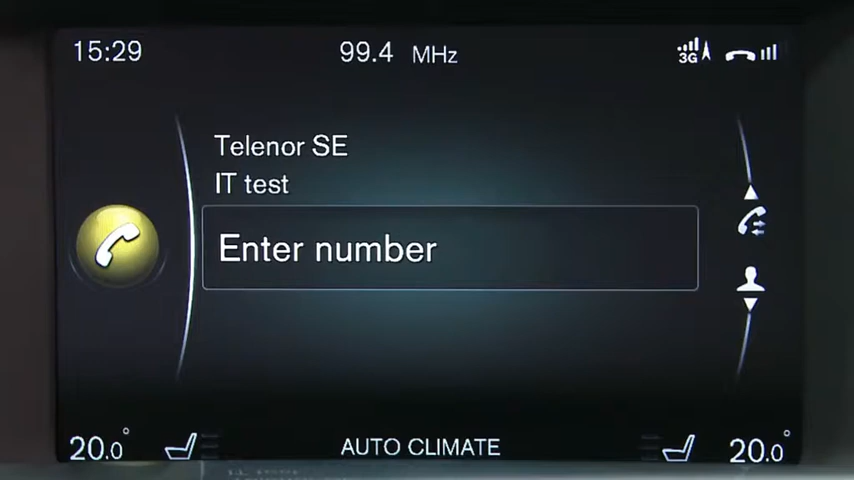 15:29
99.4 MHz
3G
Telenor SE
IT test
Enter number
20.0°
AUTO CLIMATE
20.0°